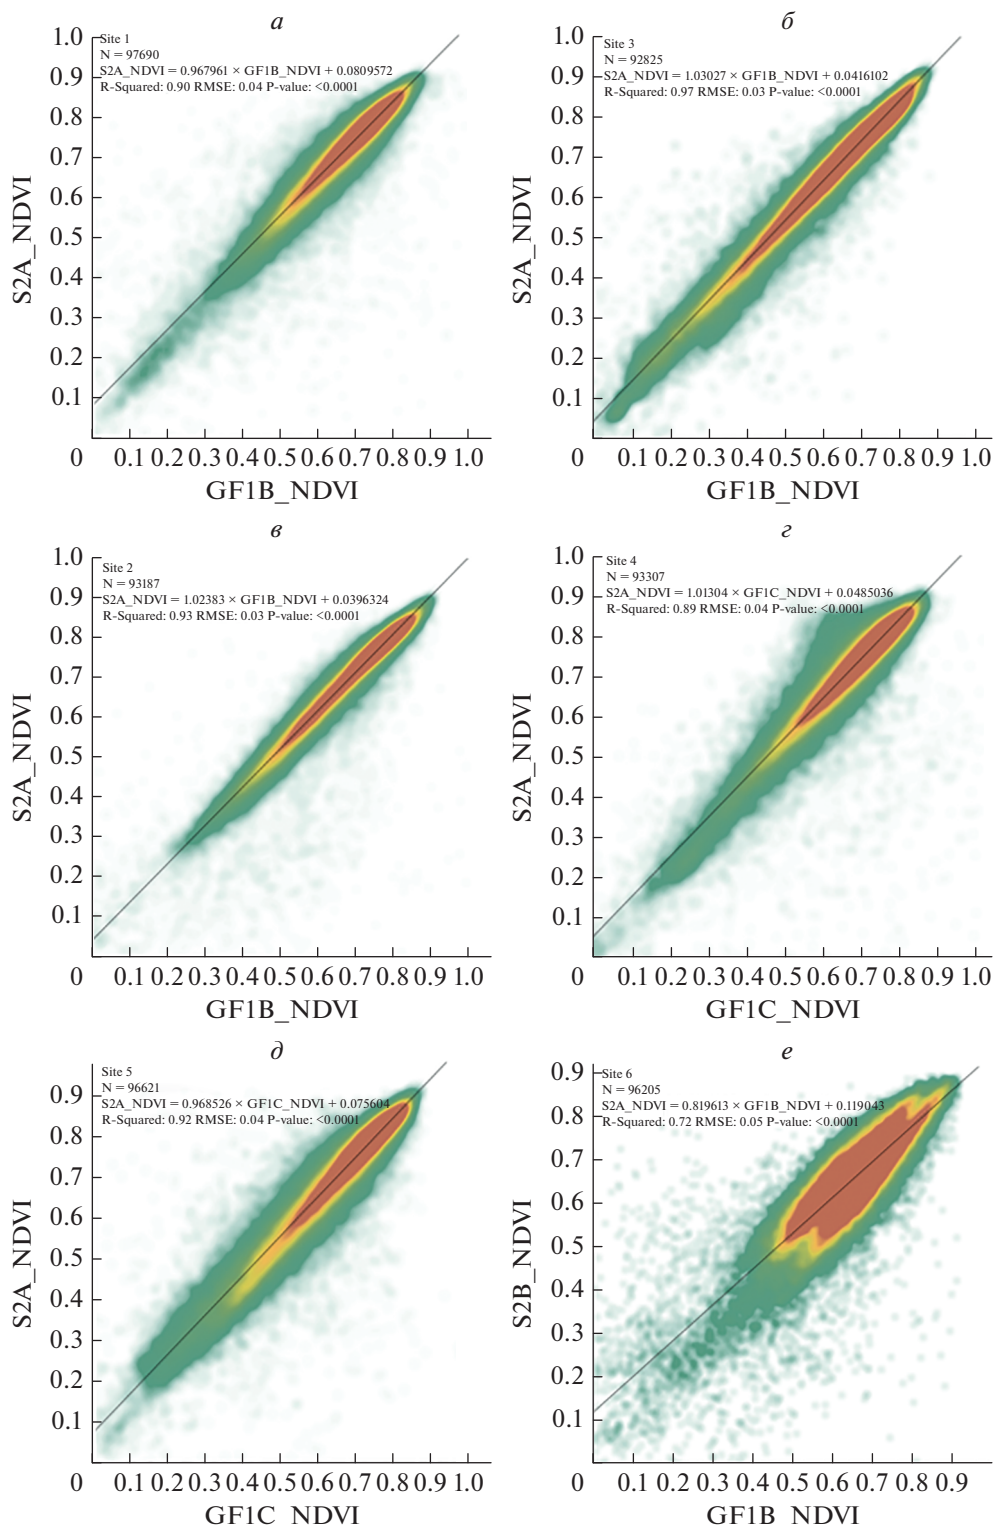 а
1.0
0.9
0.8
0.7
0.6
0.5
0.4
0.3
0.2
0.1
S2A_NDVI
Site 1
N = 97690
S2A_NDVI = 0.967961 × GF1B_NDVI + 0.0809572
R-Squared: 0.90 RMSE: 0.04 P-value: <0.0001
0 0.1 0.2 0.3 0.4 0.5 0.6 0.7 0.8 0.9 1.0
GF1B_NDVI
б
1.0
0.9
0.8
0.7
0.6
0.5
0.4
0.3
0.2
0.1
S2A_NDVI
Site 3
N = 92825
S2A_NDVI = 1.03027 × GF1B_NDVI + 0.0416102
R-Squared: 0.97 RMSE: 0.03 P-value: <0.0001
0 0.1 0.2 0.3 0.4 0.5 0.6 0.7 0.8 0.9 1.0
GF1B_NDVI
в
1.0
0.9
0.8
0.7
0.6
0.5
0.4
0.3
0.2
0.1
S2A_NDVI
Site 2
N = 93187
S2A_NDVI = 1.02383 × GF1B_NDVI + 0.0396324
R-Squared: 0.93 RMSE: 0.03 P-value: <0.0001
0 0.1 0.2 0.3 0.4 0.5 0.6 0.7 0.8 0.9 1.0
GF1B_NDVI
г
1.0
0.9
0.8
0.7
0.6
0.5
0.4
0.3
0.2
0.1
S2A_NDVI
Site 4
N = 93307
S2A_NDVI = 1.01304 × GF1C_NDVI + 0.0485036
R-Squared: 0.89 RMSE: 0.04 P-value: <0.0001
0 0.1 0.2 0.3 0.4 0.5 0.6 0.7 0.8 0.9 1.0
GF1C_NDVI
д
0.9
0.8
0.7
0.6
0.5
0.4
0.3
0.2
0.1
S2A_NDVI
Site 5
N = 96621
S2A_NDVI = 0.968526 × GF1C_NDVI + 0.075604
R-Squared: 0.92 RMSE: 0.04 P-value: <0.0001
0 0.1 0.2 0.3 0.4 0.5 0.6 0.7 0.8 0.9 1.0
GF1C_NDVI
е
0.9
0.8
0.7
0.6
0.5
0.4
0.3
0.2
0.1
S2B_NDVI
Site 6
N = 96205
S2A_NDVI = 0.819613 × GF1B_NDVI + 0.119043
R-Squared: 0.72 RMSE: 0.05 P-value: <0.0001
0 0.1 0.2 0.3 0.4 0.5 0.6 0.7 0.8 0.9
GF1B_NDVI